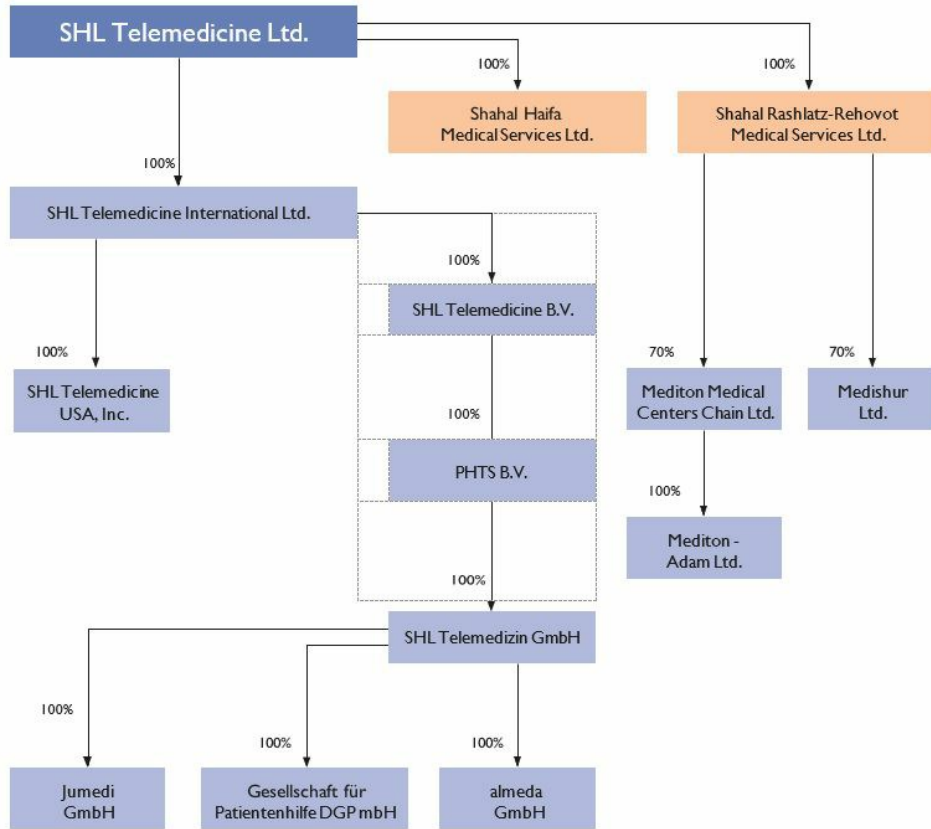 SHL Telemedicine Ltd.
100%
100%
Shahal Haifa
Medical Services Ltd.
Shahal Rashlatz-Rehovot
Medical Services Ltd.
100%
SHL Telemedicine International Ltd.
100%
SHL Telemedicine B.V.
100%
70%
70%
SHL Telemedicine
USA, Inc.
Mediton Medical
Centers Chain Ltd.
Medishur
Ltd.
100%
PHTS B.V.
100%
Mediton -
Adam Ltd.
100%
SHL Telemedizin GmbH
100%
100%
100%
Jumedi
GmbH
Gesellschaft für
Patientenhilfe DGP mbH
almeda
GmbH